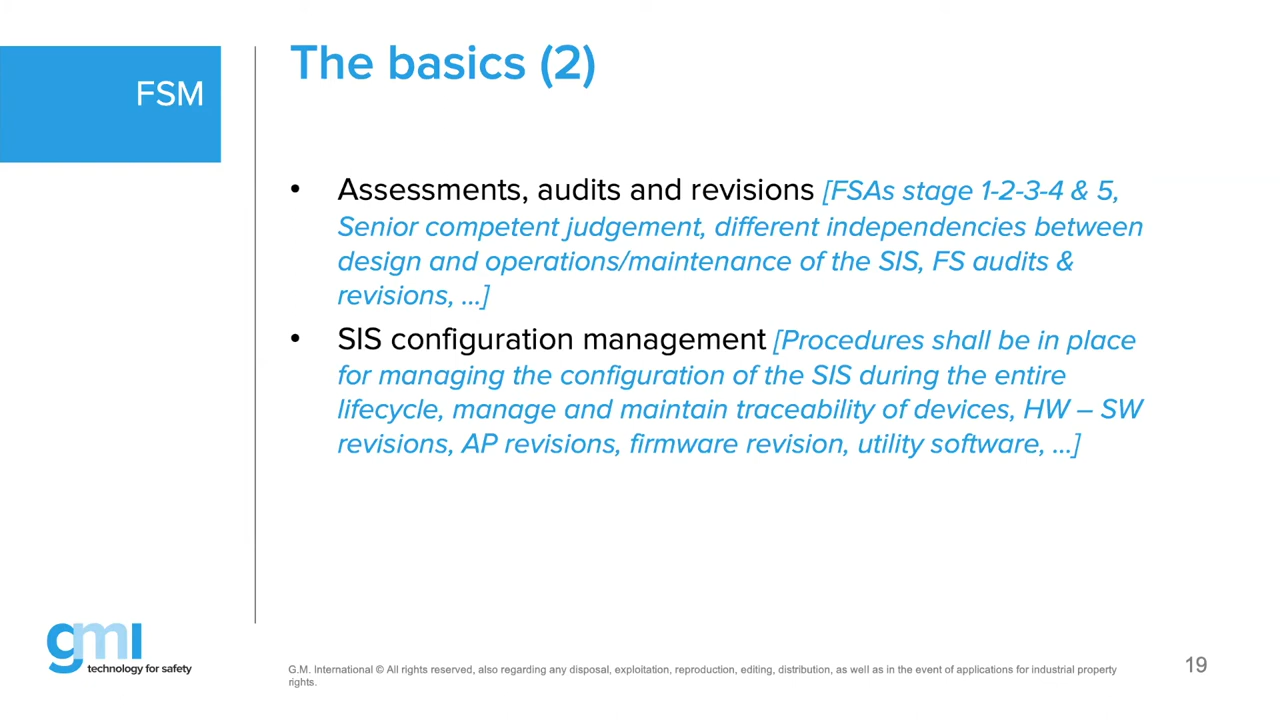 FSM
The basics (2)
• Assessments, audits and revisions [FSAs stage 1-2-3-4 & 5,
Senior competent judgement, different independencies between
design and operations/maintenance of the SIS, FS audits &
revisions, ...]
• SIS configuration management [Procedures shall be in place
for managing the configuration of the SIS during the entire
lifecycle, manage and maintain traceability of devices, HW – SW
revisions, AP revisions, firmware revision, utility software, ...]
gmi
technology for safety
G.M. International © All rights reserved, also regarding any disposal, exploitation, reproduction, editing, distribution, as well as in the event of applications for industrial property
rights.
19